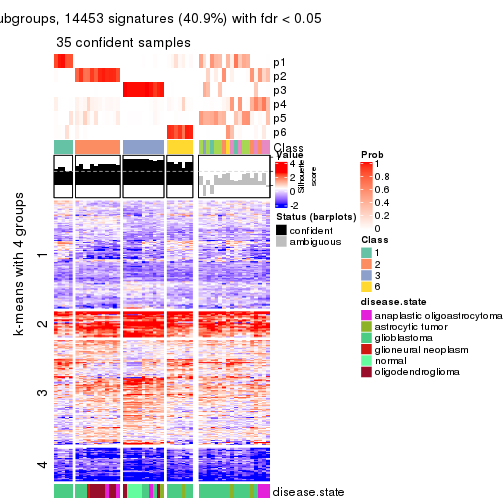 ubgroups, 14453 signatures (40.9%) with fdr < 0.05
35 confident samples
p1
p2
p3
p4
p5
p6
Class
Value
4
2
0
-2
Silhouette
score
Status (barplots)
confident
ambiguous
Prob
1
0.8
0.6
0.4
0.2
0
Class
1
2
3
6
disease.state
anaplastic oligoastrocytoma
astrocytic tumor
glioblastoma
glioneural neoplasm
normal
oligodendroglioma
k-means with 4 groups
1
2
3
4
disease.state